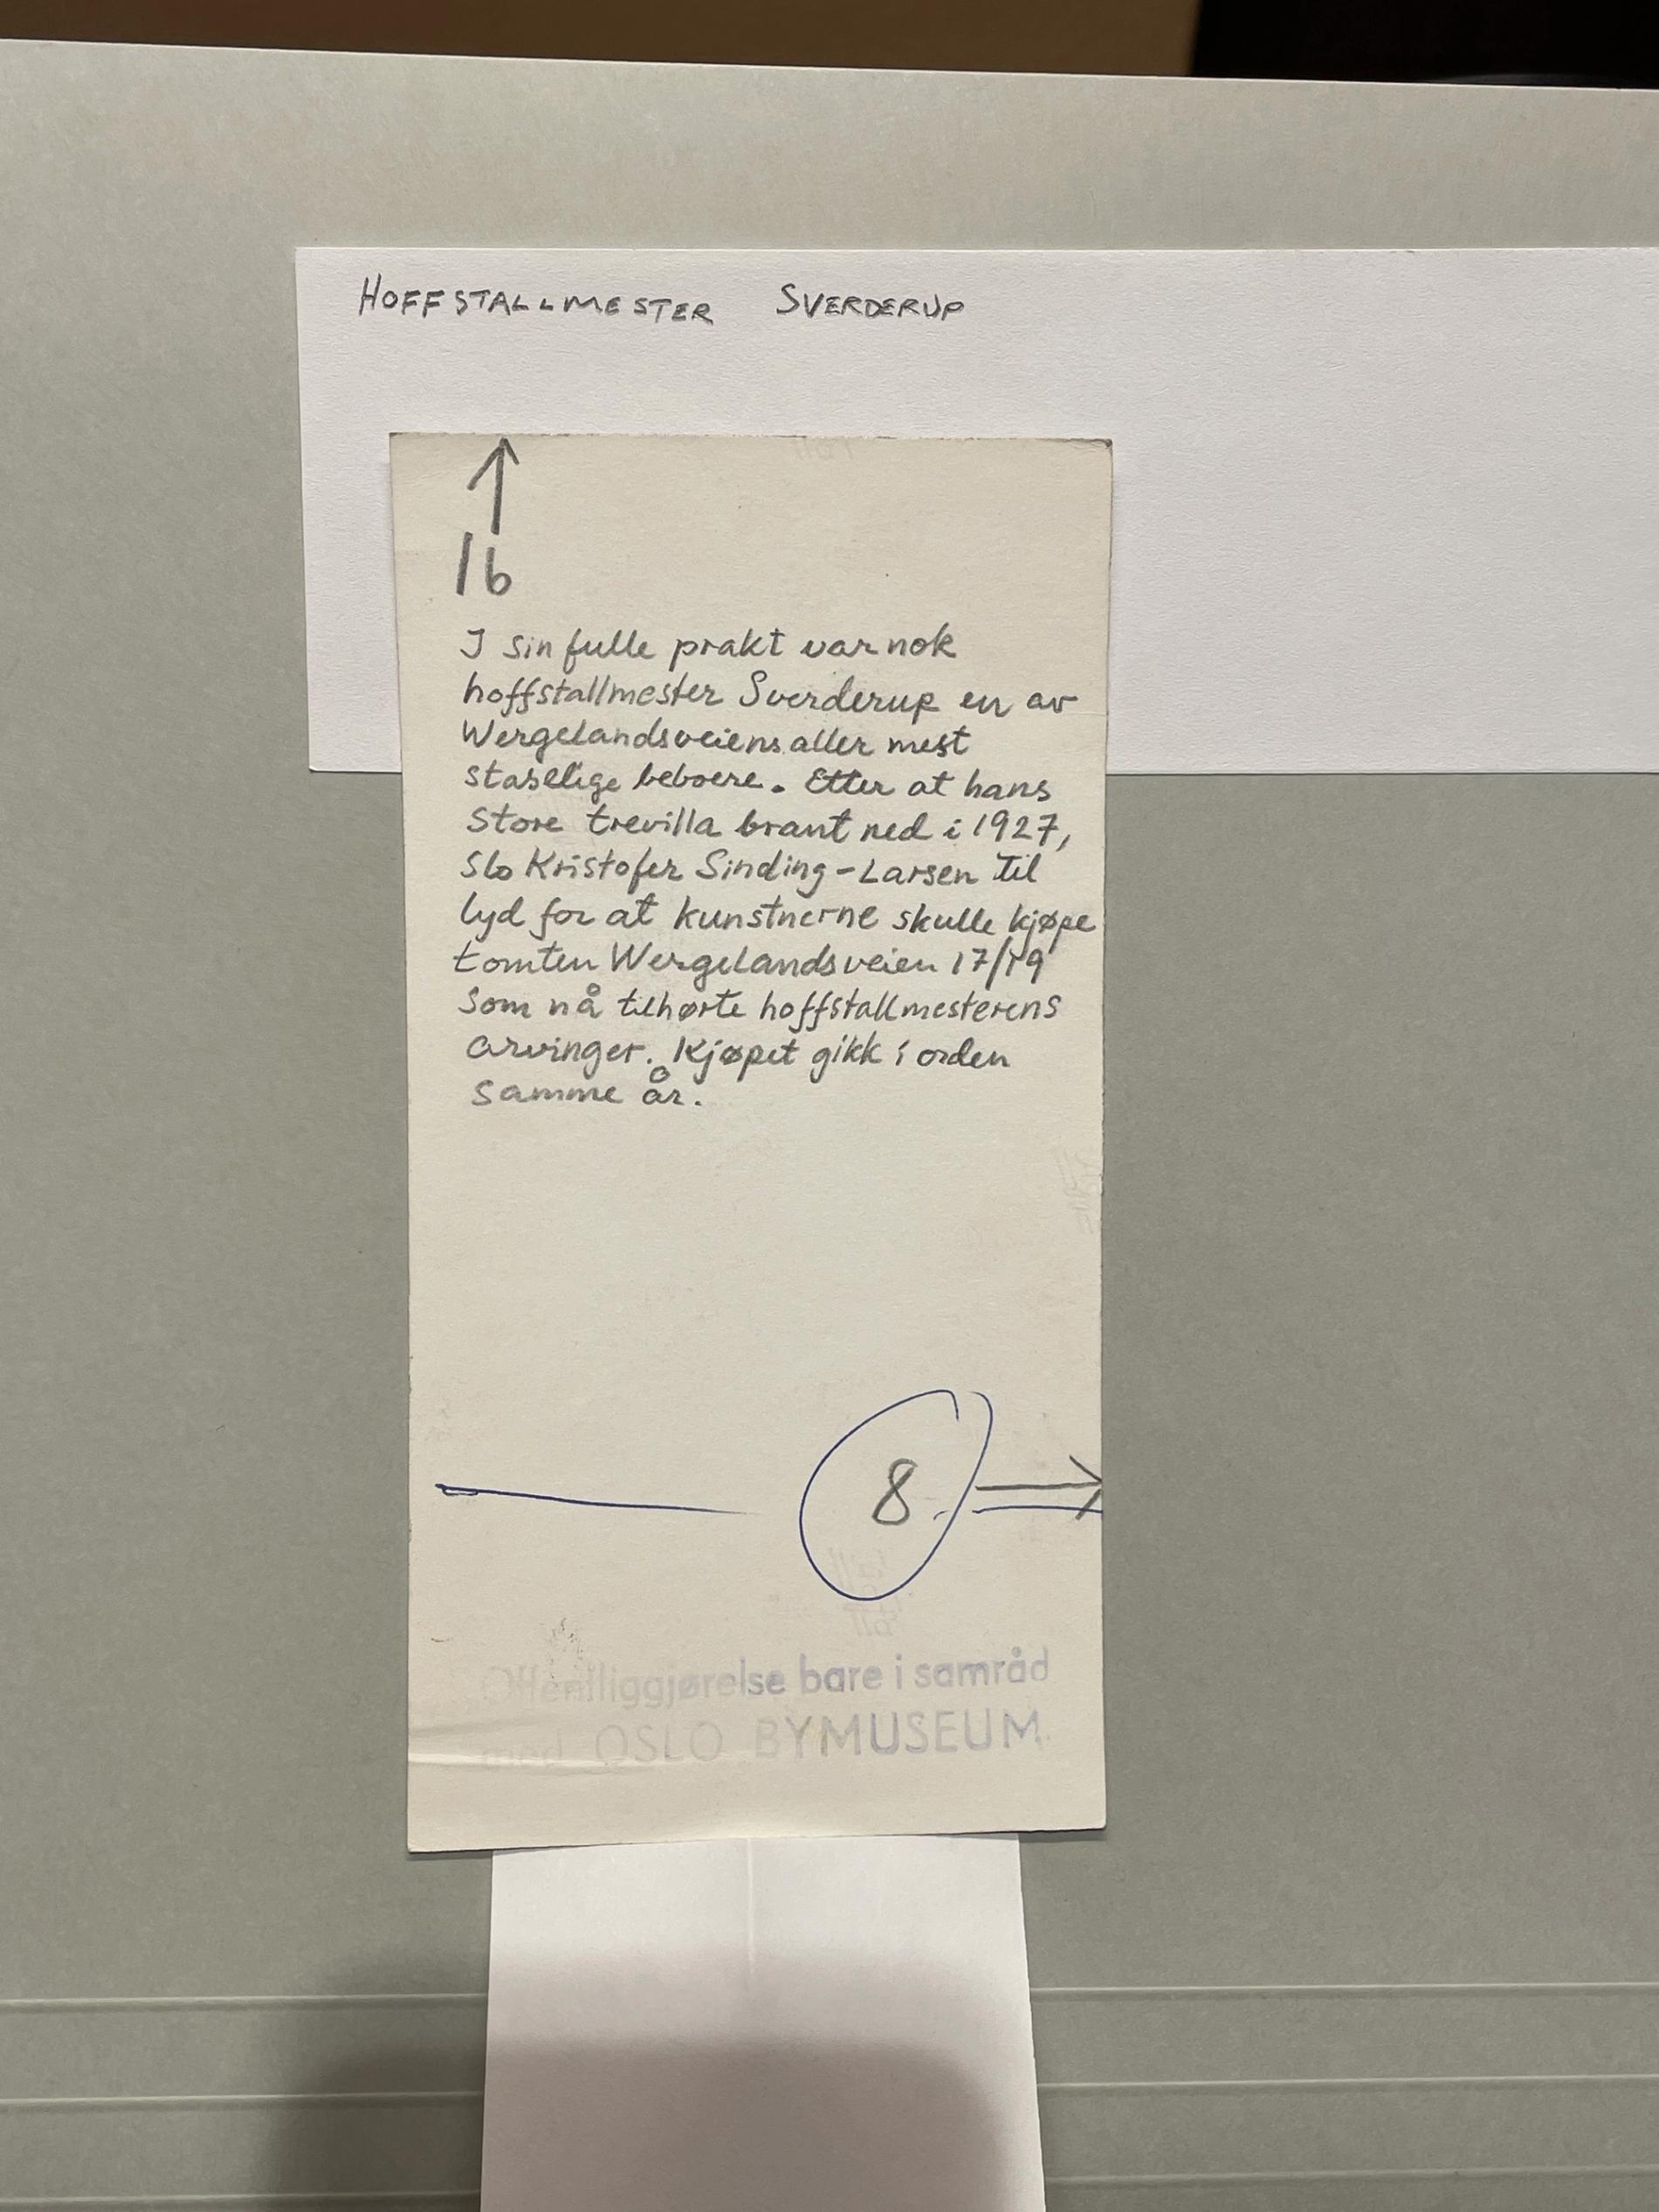 HOFFSTALLMESTER SVERDERUP
↑
16
I sin fulle prakt var nok
hoffstallmester Sverderup en av
Wergelandsveiens aller mest
staselige beboere. Etter at hans
store trevilla brant ned i 1927,
slo Kristofer Sinding-Larsen til
lyd for at kunstnerne skulle kjøpe
tomten Wergelandsveien 17/19
som nå tilhørte hoffstallmesterens
arvinger. Kjøpet gikk i orden
samme år.
8 →
Offentliggjørelse bare i samråd
med OSLO BYMUSEUM